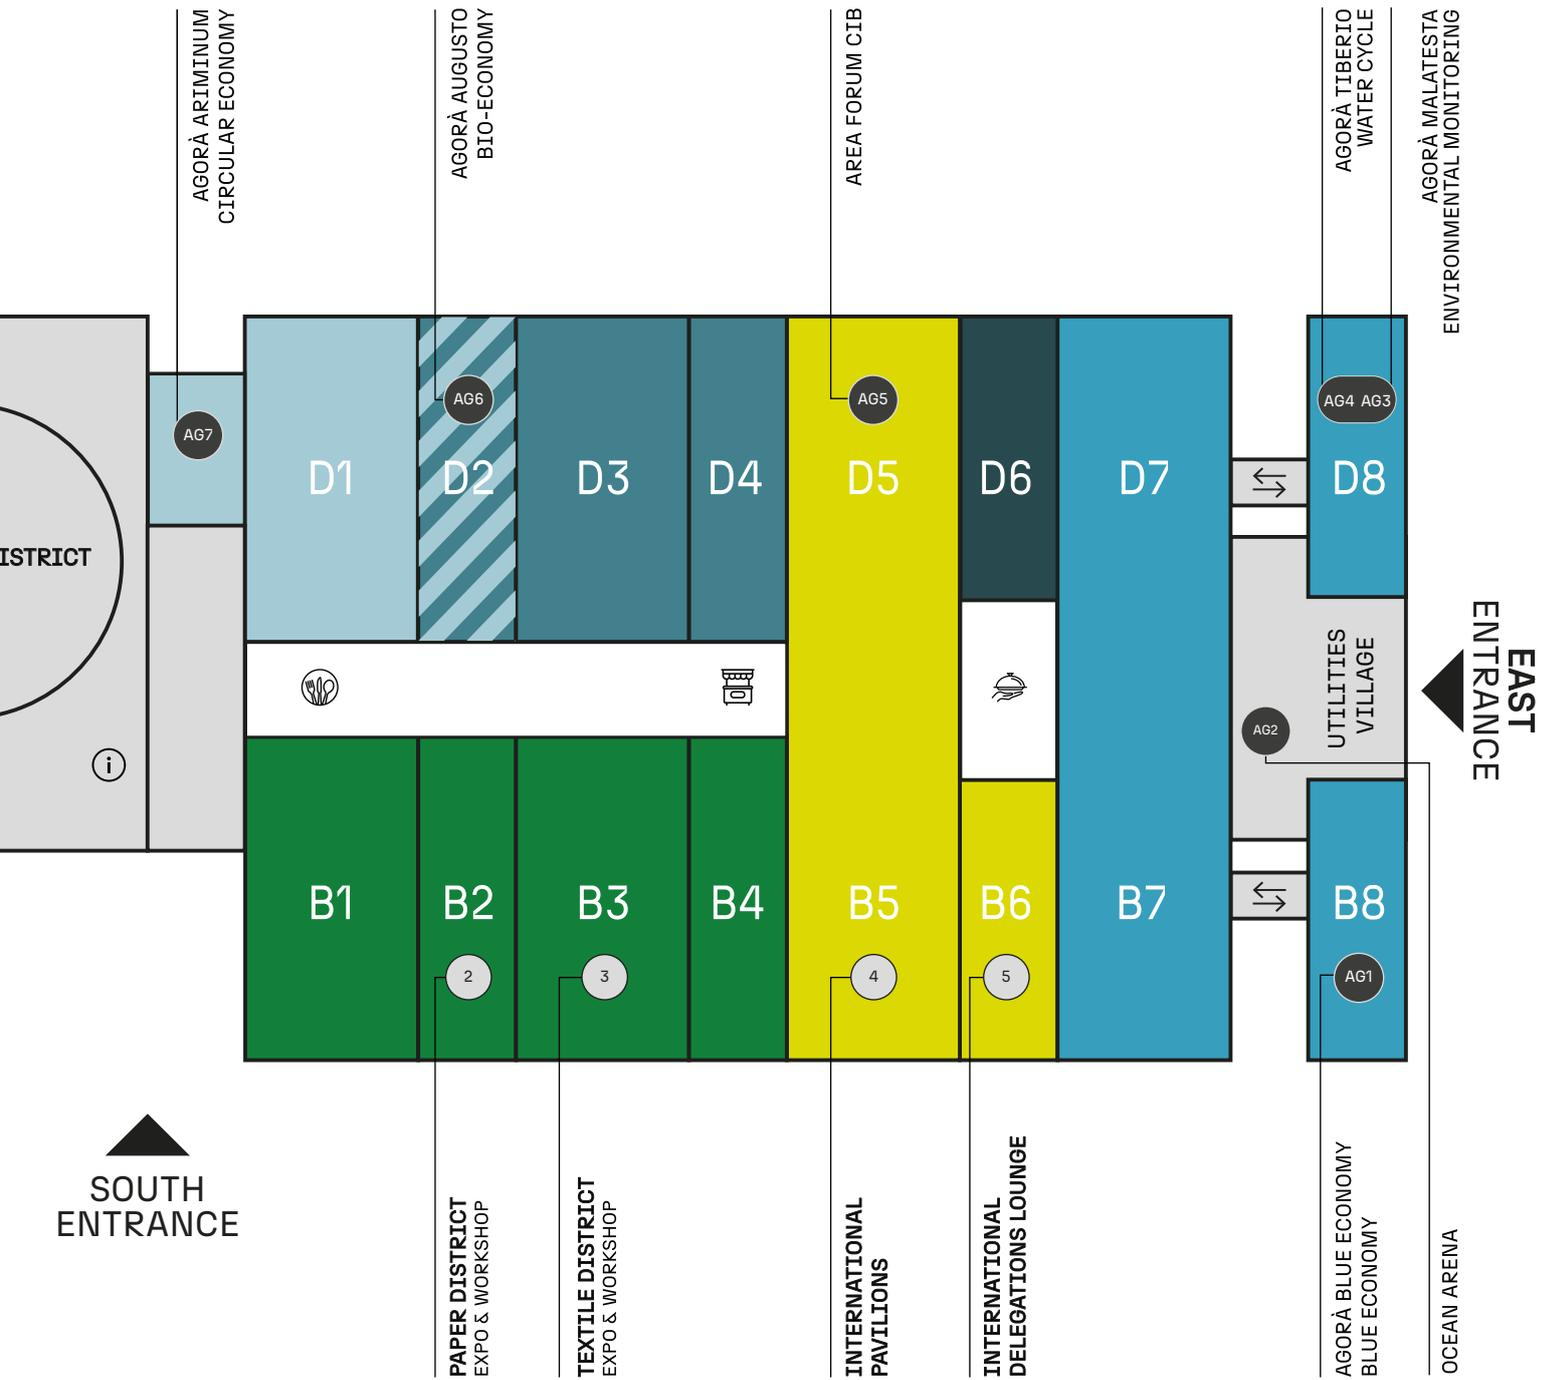 AGORÀ ARIMINUM
CIRCULAR ECONOMY
AGORÀ AUGUSTO
BIO-ECONOMY
AREA FORUM CIB
AGORÀ TIBERIO
WATER CYCLE
AGORÀ MALATESTA
ENVIRONMENTAL MONITORING
AG7
AG6
AG5
AG4 AG3
D1
D2
D3
D4
D5
D6
D7
D8
ISTRICT
i
UTILITIES
VILLAGE
AG2
EAST
ENTRANCE
B1
B2
B3
B4
B5
B6
B7
B8
2
3
4
5
AG1
SOUTH
ENTRANCE
PAPER DISTRICT
EXPO & WORKSHOP
TEXTILE DISTRICT
EXPO & WORKSHOP
INTERNATIONAL
PAVILIONS
INTERNATIONAL
DELEGATIONS LOUNGE
AGORÀ BLUE ECONOMY
BLUE ECONOMY
OCEAN ARENA